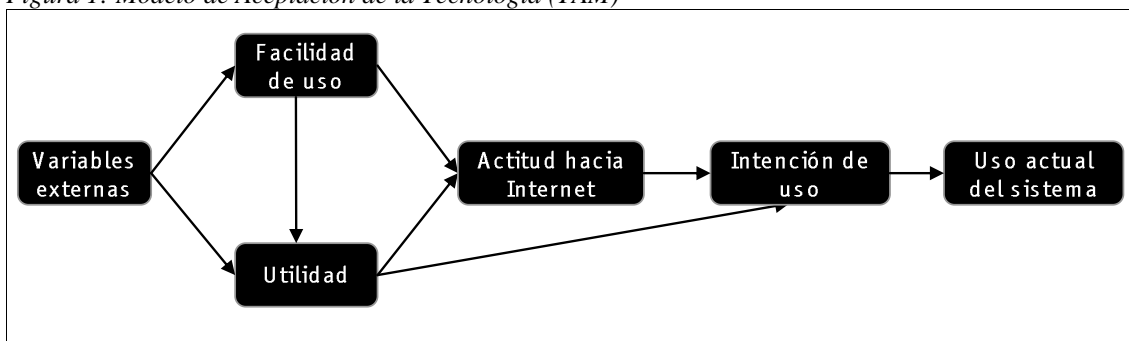 Figura 1: Modelo de Aceptación de la Tecnología (TAM)
Facilidad
de uso
Variables
externas
Actitud hacia
Internet
Intención de
uso
Uso actual
del sistema
Utilidad